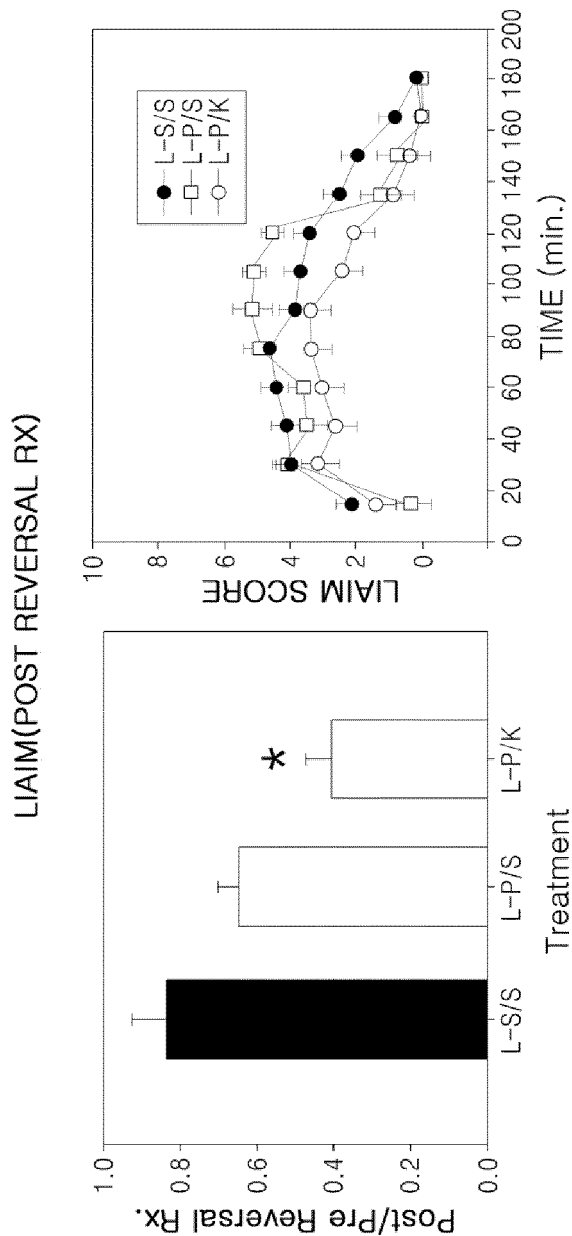 LIAIM(POST REVERSAL RX)
Post/Pre Reversal Rx.
1.0
0.8
0.6
0.4
0.2
0.0
*
L-S/S
L-P/S
L-P/K
Treatment
LIAIM SCORE
10
8
6
4
2
0
L-S/S
L-P/S
L-P/K
0
20
40
60
80
100
120
140
160
180
200
TIME (min.)